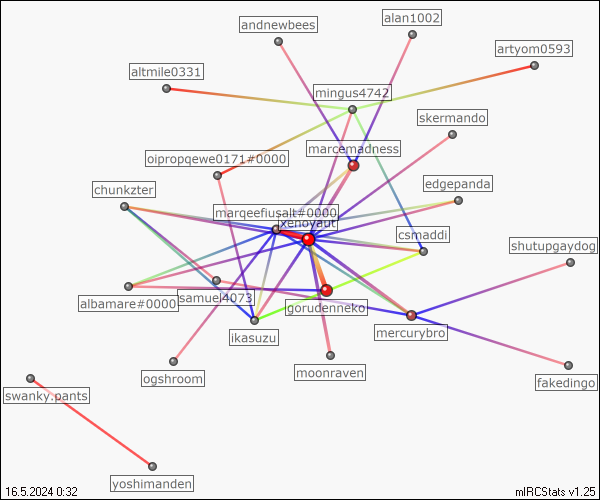 andnewbees
alan1002
artyom0593
altmile0331
mingus4742
skermando
marcemadness
oipropqewe0171#0000
chunkzter
edgepanda
marqeefiusalt#0000
xenoyaut
csmaddi
shutupgaydog
albamare#0000
samuel4073
gorudenneko
ikasuzu
mercurybro
ogshroom
moonraven
fakedingo
swanky.pants
yoshimanden
16.5.2024 0:32
mIRCStats v1.25